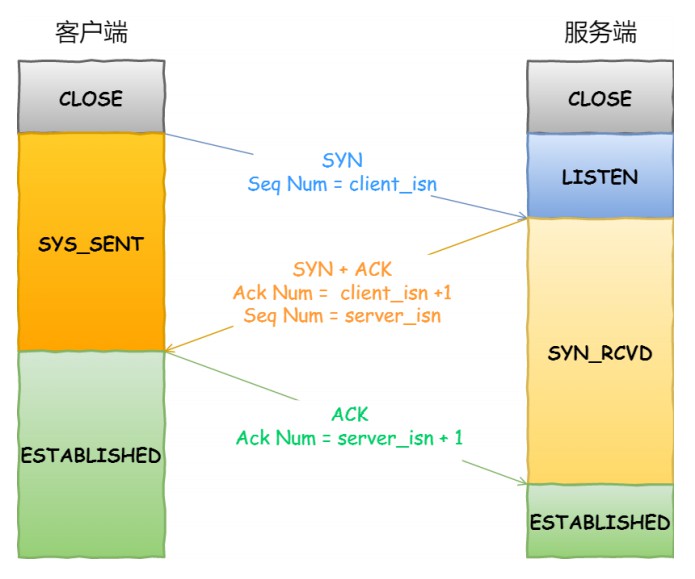 客户端
服务端
CLOSE
CLOSE
SYN
Seq Num = client_isn
LISTEN
SYS_SENT
SYN + ACK
Ack Num = client_isn +1
Seq Num = server_isn
SYN_RCVD
ACK
Ack Num = server_isn + 1
ESTABLISHED
ESTABLISHED